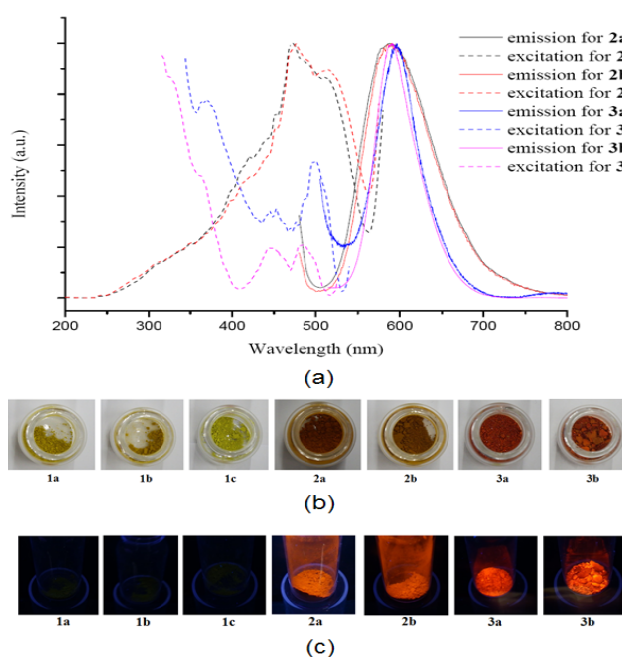 emission for 2a
excitation for 2
emission for 2b
excitation for 2
emission for 3a
excitation for 3
emission for 3b
excitation for 3
Intensity (a.u.)
200 300 400 500 600 700 800
Wavelength (nm)
(a)
1a 1b 1c 2a 2b 3a 3b
(b)
1a 1b 1c 2a 2b 3a 3b
(c)